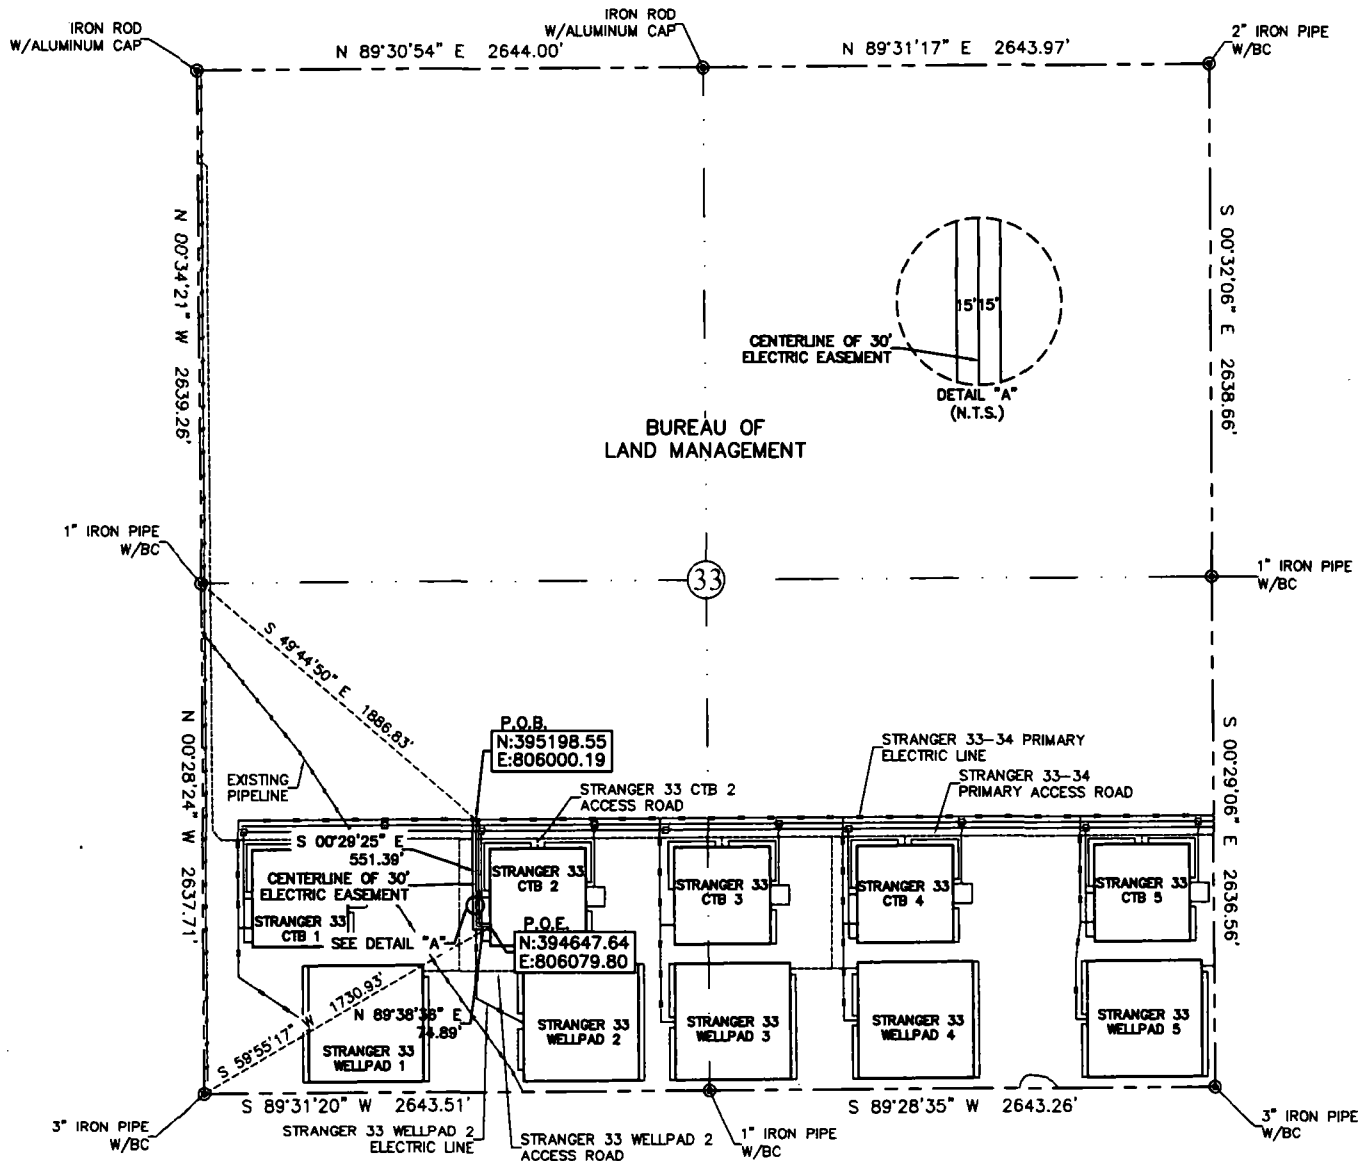 IRON ROD
W/ALUMINUM CAP
N 89°30'54" E 2644.00'
IRON ROD
W/ALUMINUM CAP
N 89°31'17" E 2643.97'
2" IRON PIPE
W/BC
N 00°34'21" W 2639.26'
S 00°32'06" E 2638.66'
15' 15'
CENTERLINE OF 30'
ELECTRIC EASEMENT
DETAIL "A"
(N.T.S.)
BUREAU OF
LAND MANAGEMENT
1" IRON PIPE
W/BC
33
1" IRON PIPE
W/BC
S 49°44'50" E 1886.83'
N 00°28'24" W 2637.71'
S 00°29'06" E 2636.56'
P.O.B.
N:395198.55
E:806000.19
EXISTING
PIPELINE
STRANGER 33 CTB 2
ACCESS ROAD
STRANGER 33-34 PRIMARY
ELECTRIC LINE
STRANGER 33-34
PRIMARY ACCESS ROAD
S 00°29'25" E
551.39'
CENTERLINE OF 30'
ELECTRIC EASEMENT
STRANGER 33
CTB 1
SEE DETAIL "A"
STRANGER 33
CTB 2
STRANGER 33
CTB 3
STRANGER 33
CTB 4
STRANGER 33
CTB 5
P.O.E.
N:394647.64
E:806079.80
S 59°55'17" W 1730.93'
N 89°38'38" E
74.89'
STRANGER 33
WELLPAD 1
STRANGER 33
WELLPAD 2
STRANGER 33
WELLPAD 3
STRANGER 33
WELLPAD 4
STRANGER 33
WELLPAD 5
3" IRON PIPE
W/BC
S 89°31'20" W 2643.51'
STRANGER 33 WELLPAD 2
ELECTRIC LINE
STRANGER 33 WELLPAD 2
ACCESS ROAD
1" IRON PIPE
W/BC
S 89°28'35" W 2643.26'
3" IRON PIPE
W/BC